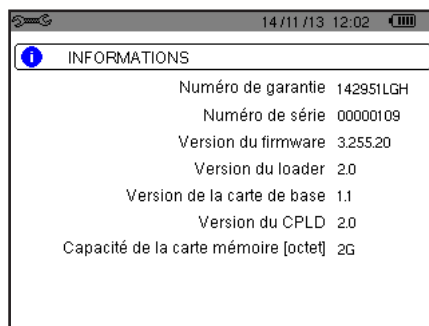 14/11/13 12:02
INFORMATIONS
Numéro de garantie 142951LGH
Numéro de série 00000109
Version du firmware 3.255.20
Version du loader 2.0
Version de la carte de base 1.1
Version du CPLD 2.0
Capacité de la carte mémoire [octet] 2G